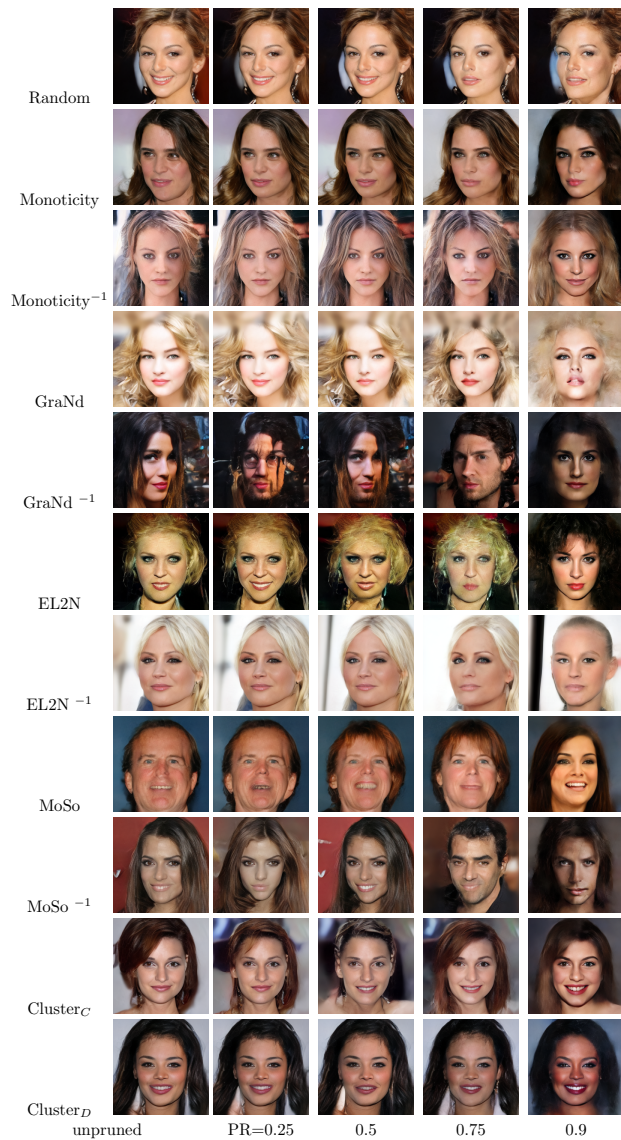 Random
Monoticity
Monoticity⁻¹
GraNd
GraNd ⁻¹
EL2N
EL2N ⁻¹
MoSo
MoSo ⁻¹
Cluster_C
Cluster_D
unpruned PR=0.25 0.5 0.75 0.9